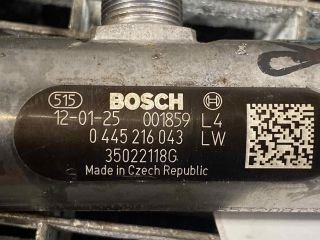 515 BOSCH
12-01-25 001859 L4
0 445 216 043 LW
35022118G
Made in Czech Republic